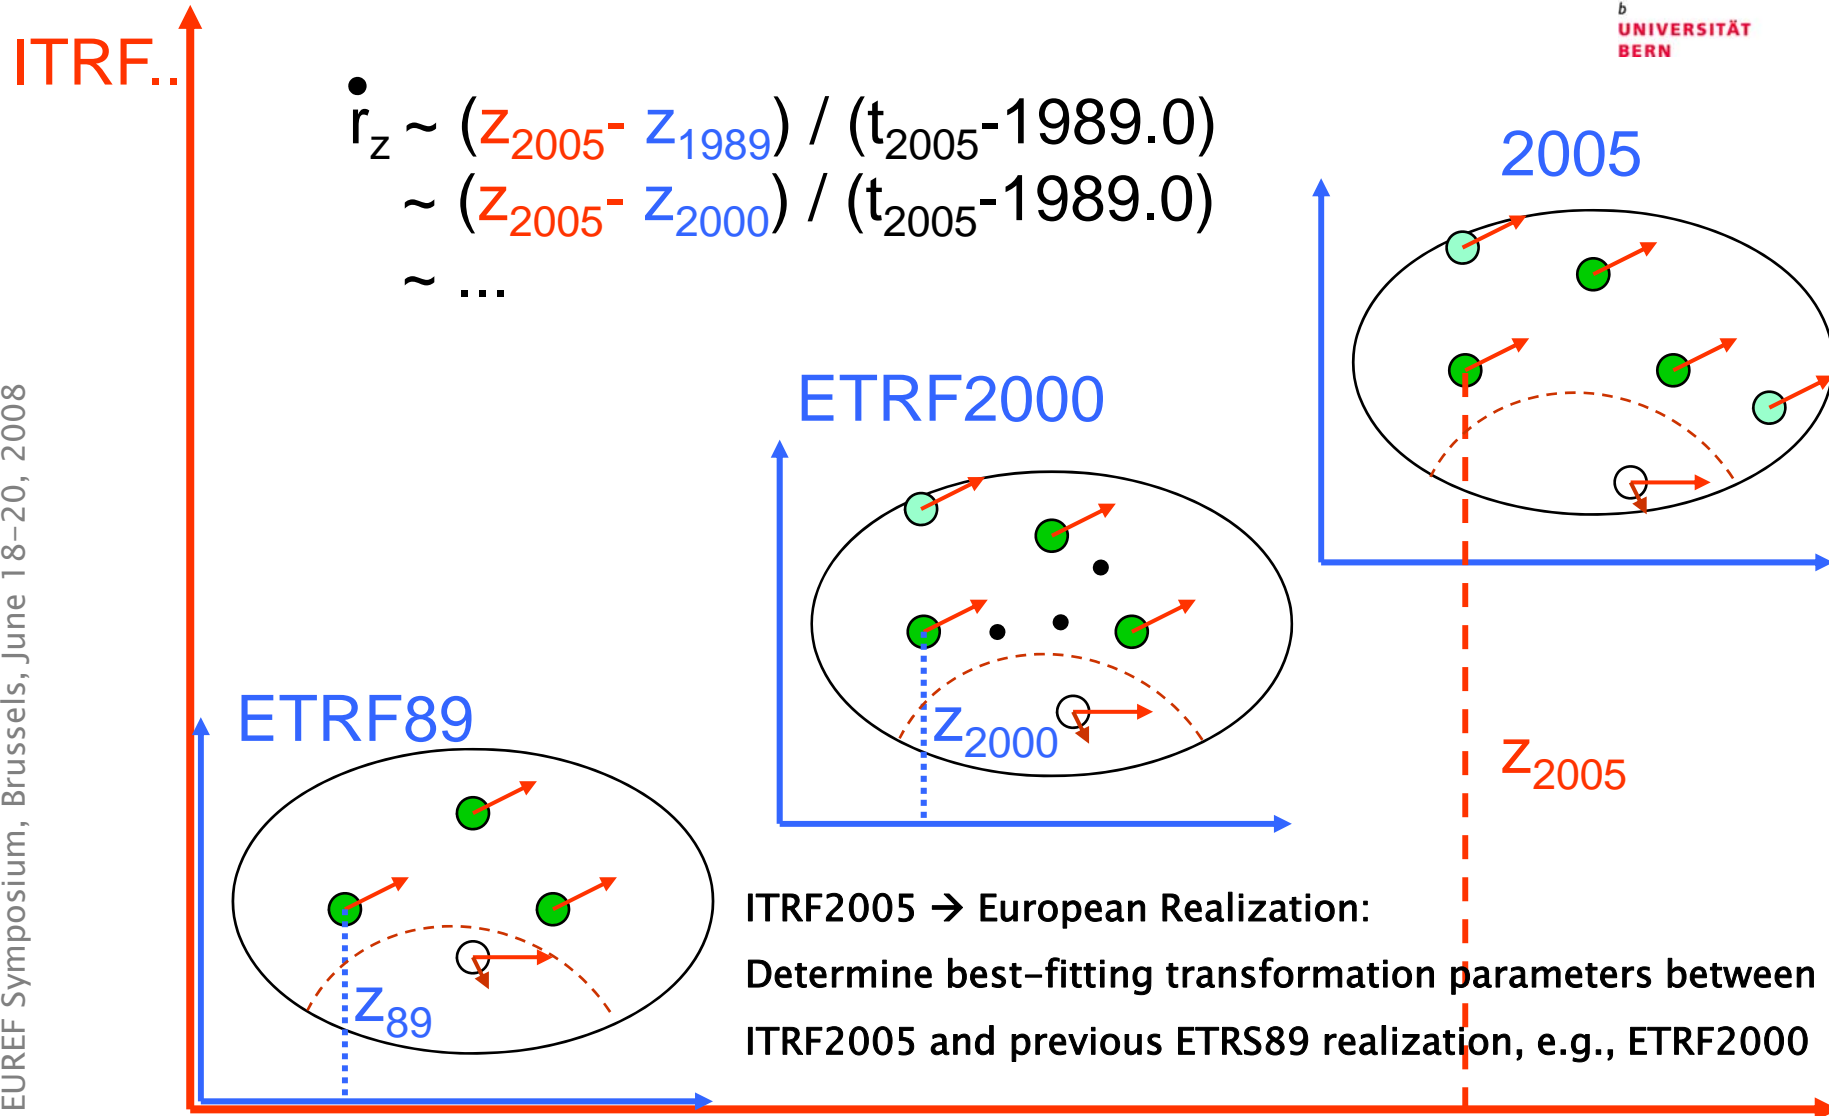 b
UNIVERSITÄT
BERN
ITRF..
ṙz ~ (z2005- z1989) / (t2005-1989.0)
~ (z2005- z2000) / (t2005-1989.0)
~ ...
2005
ETRF2000
z2000
ETRF89
z89
z2005
ITRF2005 → European Realization:
Determine best-fitting transformation parameters between
ITRF2005 and previous ETRS89 realization, e.g., ETRF2000
EUREF Symposium, Brussels, June 18-20, 2008